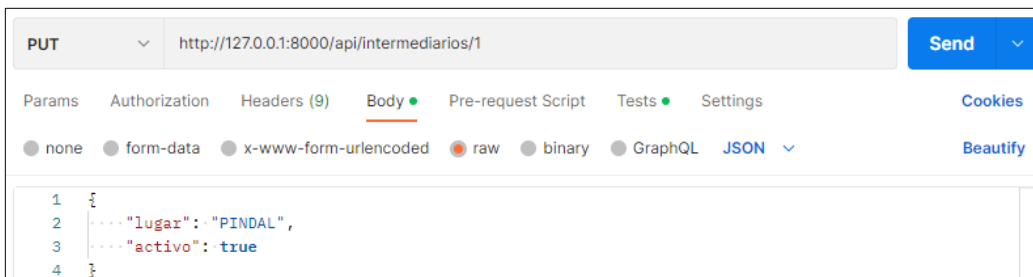 PUT http://127.0.0.1:8000/api/intermediarios/1 Send
Params Authorization Headers (9) Body Pre-request Script Tests Settings Cookies
none form-data x-www-form-urlencoded raw binary GraphQL JSON Beautify
1 {
2 "lugar": "PINDAL",
3 "activo": true
4 }